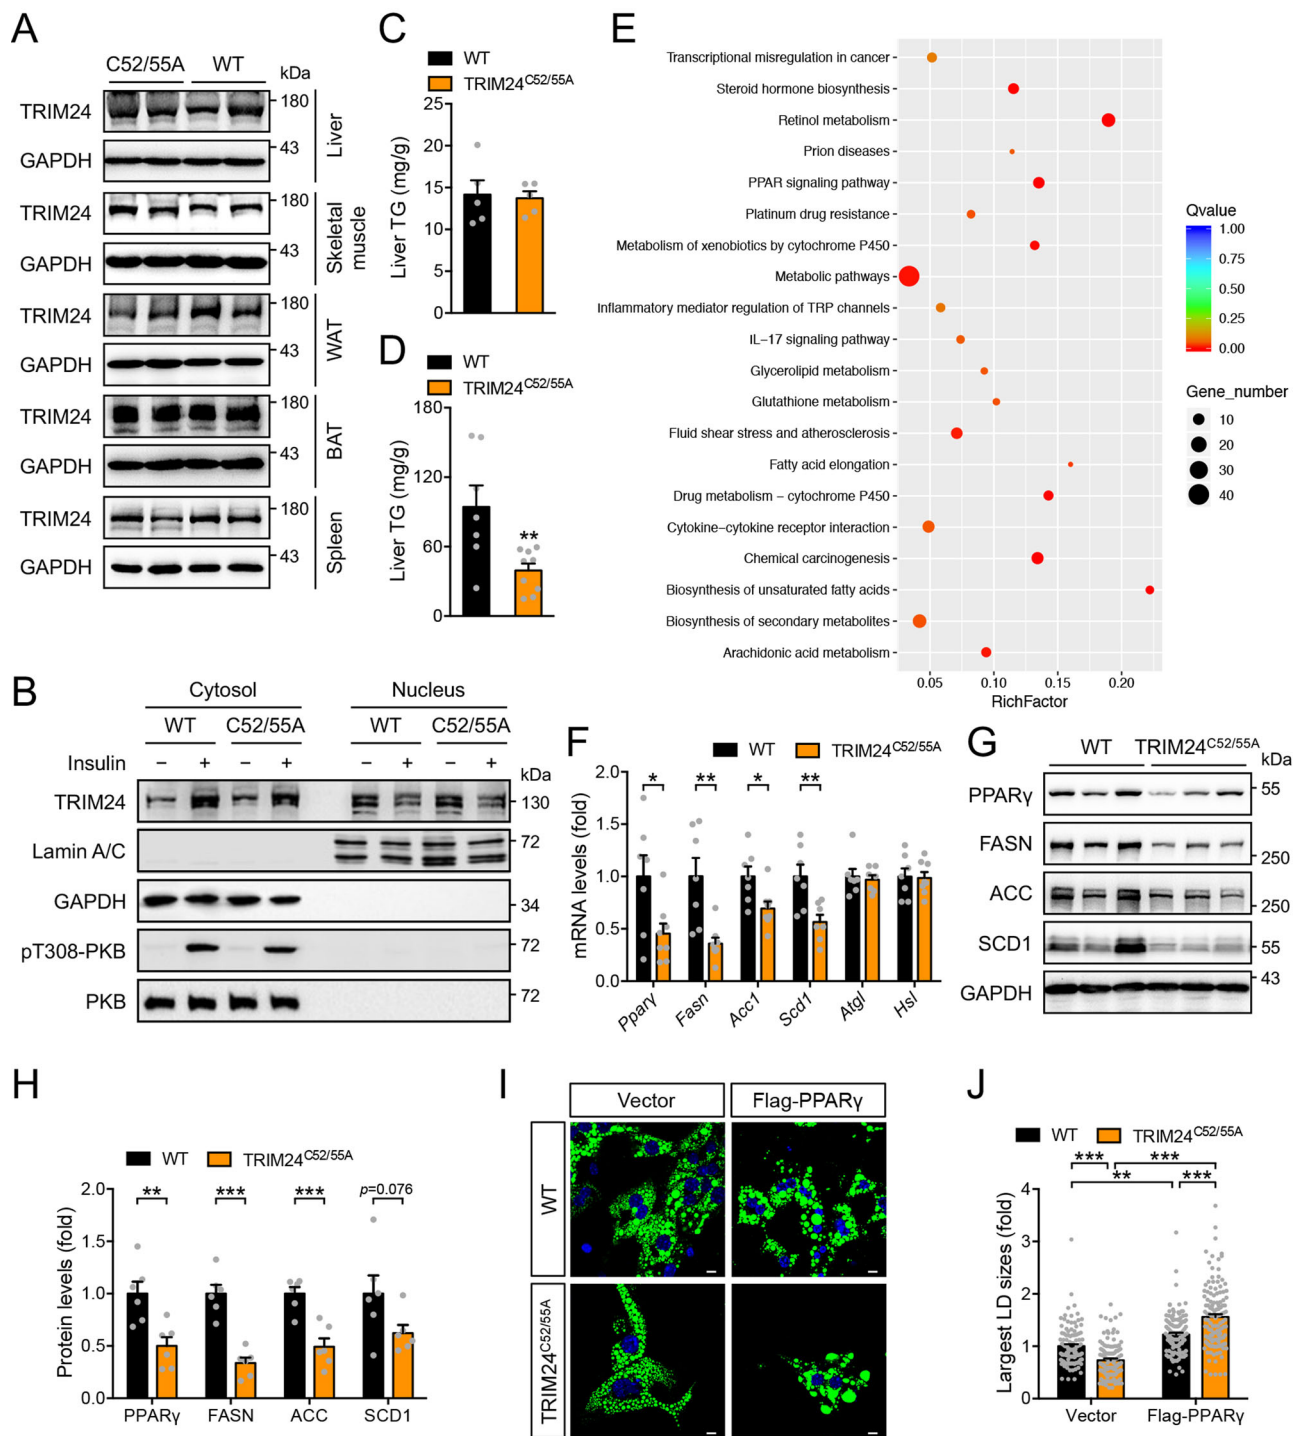 A
C52/55A WT
kDa
TRIM24
180
GAPDH
43
Liver
TRIM24
180
GAPDH
43
Skeletal
muscle
TRIM24
180
GAPDH
43
WAT
TRIM24
180
GAPDH
43
BAT
TRIM24
180
GAPDH
43
Spleen
B
Cytosol Nucleus
WT C52/55A WT C52/55A
Insulin − + − + − + − +
kDa
TRIM24
130
Lamin A/C
72
GAPDH
34
pT308-PKB
72
PKB
72
C
WT
TRIM24C52/55A
Liver TG (mg/g)
25
20
15
10
5
0
D
WT
TRIM24C52/55A
Liver TG (mg/g)
180
120
60
0
**
E
Transcriptional misregulation in cancer
Steroid hormone biosynthesis
Retinol metabolism
Prion diseases
PPAR signaling pathway
Platinum drug resistance
Metabolism of xenobiotics by cytochrome P450
Metabolic pathways
Inflammatory mediator regulation of TRP channels
IL−17 signaling pathway
Glycerolipid metabolism
Glutathione metabolism
Fluid shear stress and atherosclerosis
Fatty acid elongation
Drug metabolism − cytochrome P450
Cytokine−cytokine receptor interaction
Chemical carcinogenesis
Biosynthesis of unsaturated fatty acids
Biosynthesis of secondary metabolites
Arachidonic acid metabolism
0.05 0.10 0.15 0.20
RichFactor
Qvalue
1.00
0.75
0.50
0.25
0.00
Gene_number
10
20
30
40
F
WT TRIM24C52/55A
mRNA levels (fold)
2.0
1.5
1.0
0.5
0.0
* ** * **
Pparγ Fasn Acc1 Scd1 Atgl Hsl
G
WT TRIM24C52/55A
kDa
PPARγ
55
FASN
250
ACC
250
SCD1
55
GAPDH
43
H
WT TRIM24C52/55A
Protein levels (fold)
2.0
1.5
1.0
0.5
0.0
** *** *** p=0.076
PPARγ FASN ACC SCD1
I
Vector Flag-PPARγ
WT
TRIM24C52/55A
J
WT TRIM24C52/55A
*** ***
** ***
Largest LD sizes (fold)
4
3
2
1
0
Vector Flag-PPARγ